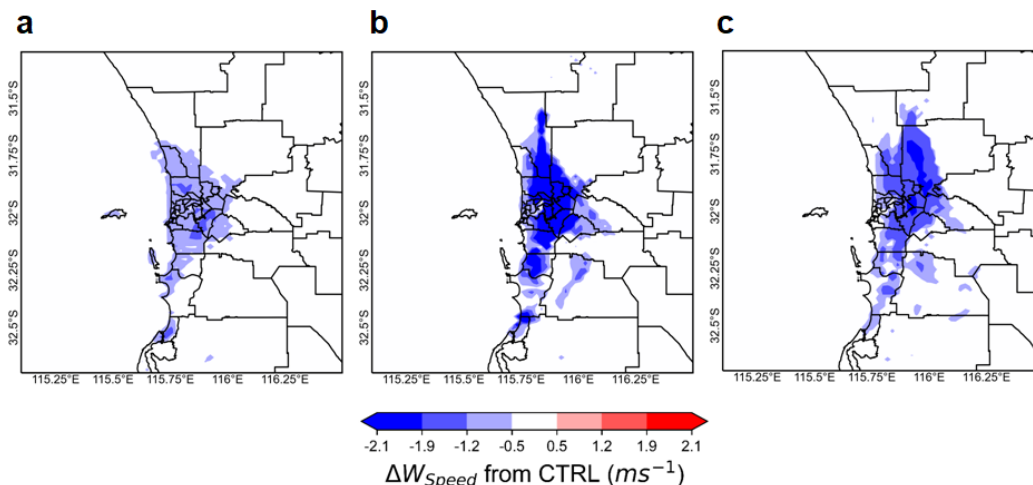 a b c
31.5°S 31.5°S 31.5°S
31.75°S 31.75°S 31.75°S
32°S 32°S 32°S
32.25°S 32.25°S 32.25°S
32.5°S 32.5°S 32.5°S
115.25°E 115.5°E 115.75°E 116°E 116.25°E 115.25°E 115.5°E 115.75°E 116°E 116.25°E 115.25°E 115.5°E 115.75°E 116°E 116.25°E
-2.1 -1.9 -1.2 -0.5 0.5 1.2 1.9 2.1
ΔW_Speed from CTRL (ms⁻¹)